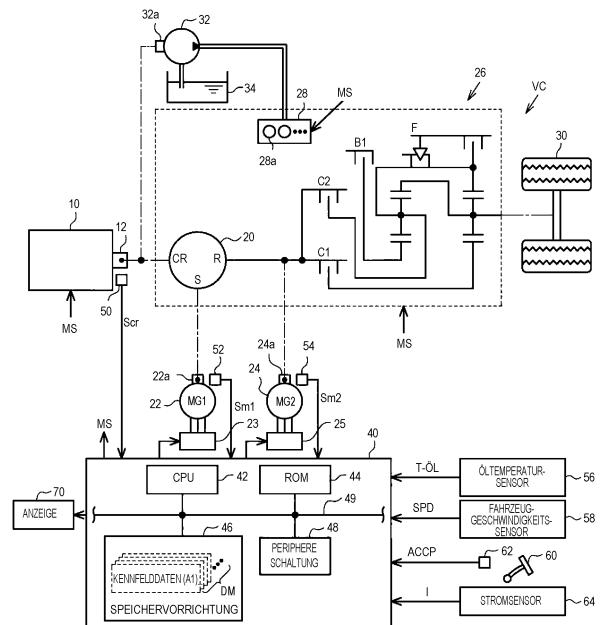 32a
32
34
28
MS
28a
26
VC
30
F
B1
C2
C1
10
12
20
CR
R
S
50
MS
Scr
MS
22a
52
24a
54
24
MG1
MG2
22
Sm1
Sm2
23
25
MS
40
CPU
42
ROM
44
T-ÖL
ÖLTEMPERATUR-
SENSOR
56
70
ANZEIGE
49
SPD
FAHRZEUG-
GESCHWINDIGKEITS-
SENSOR
58
46
48
KENNFELDDATEN (A1)
DM
SPEICHERVORRICHTUNG
PERIPHERE
SCHALTUNG
ACCP
62
60
I
STROMSENSOR
64